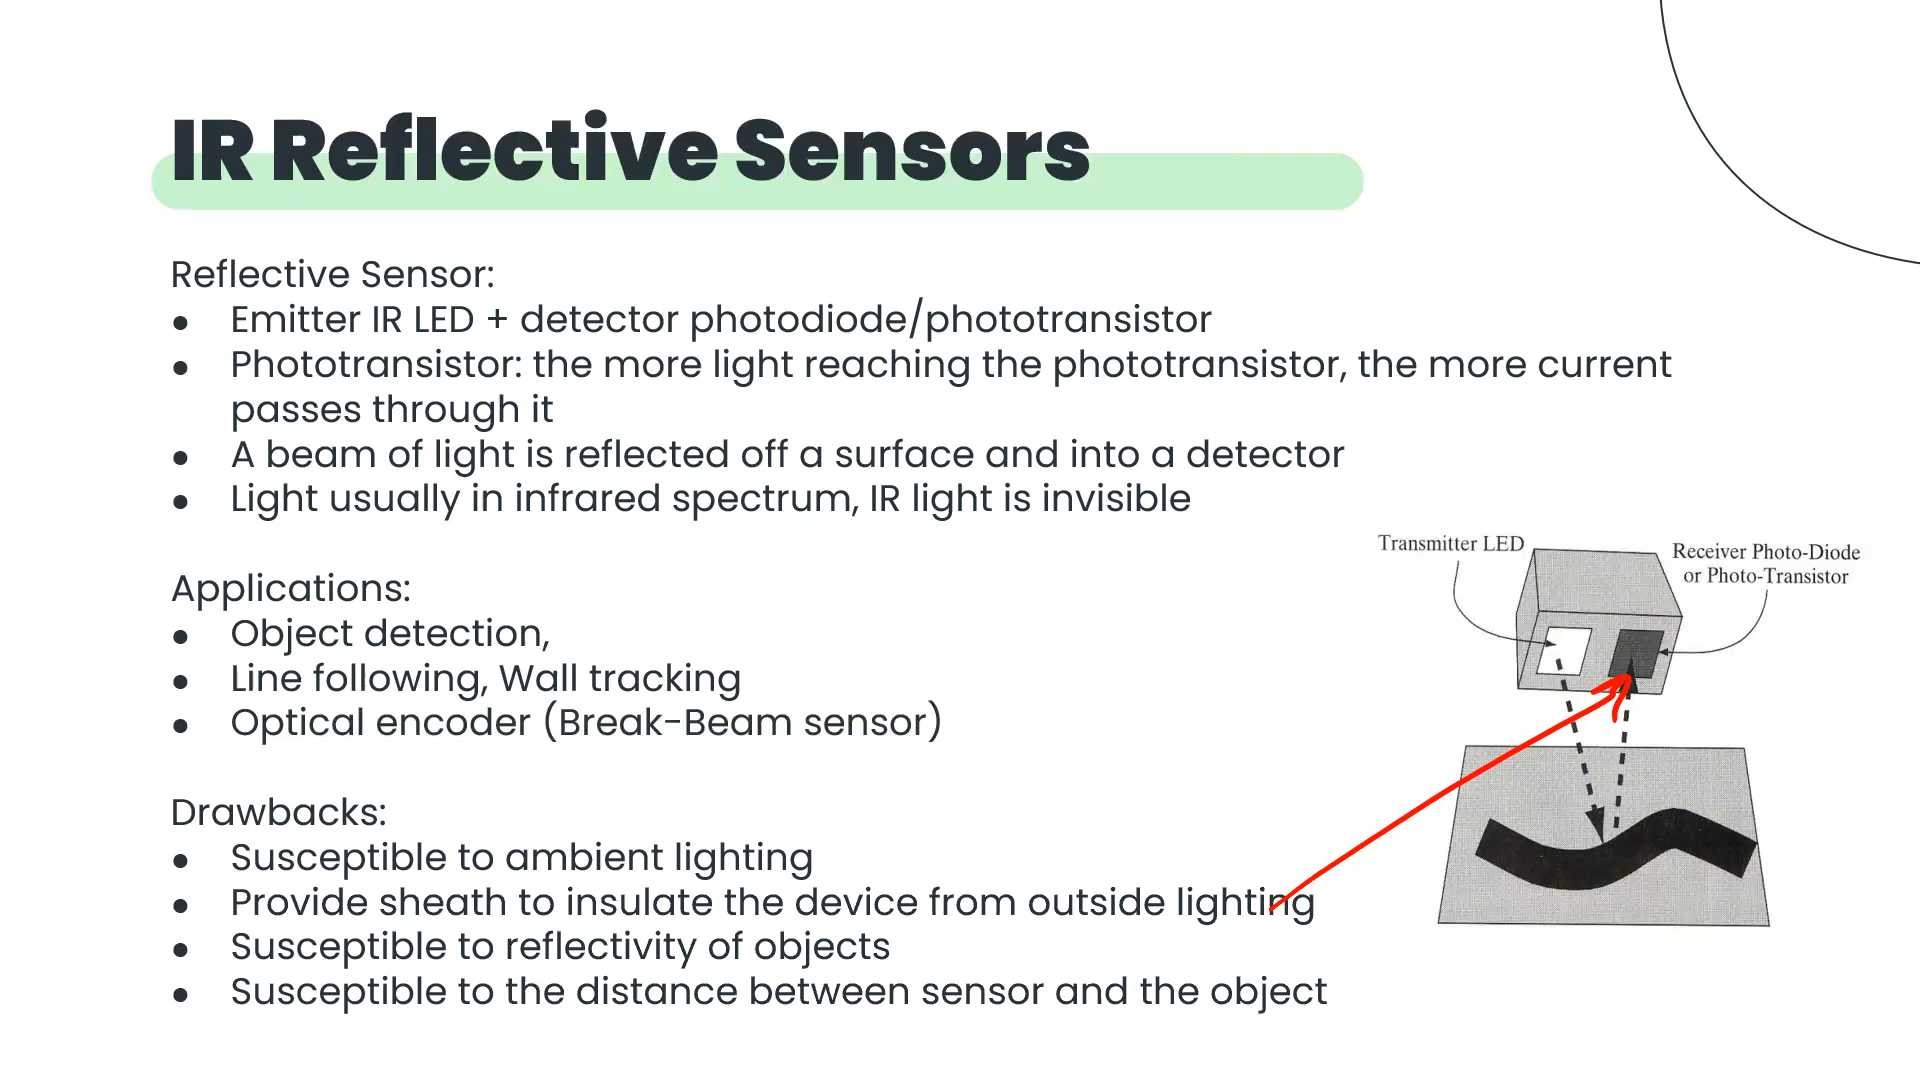 IR Reflective Sensors
Reflective Sensor:
● Emitter IR LED + detector photodiode/phototransistor
● Phototransistor: the more light reaching the phototransistor, the more current
passes through it
● A beam of light is reflected off a surface and into a detector
● Light usually in infrared spectrum, IR light is invisible
Applications:
● Object detection,
● Line following, Wall tracking
● Optical encoder (Break-Beam sensor)
Drawbacks:
● Susceptible to ambient lighting
● Provide sheath to insulate the device from outside lighting
● Susceptible to reflectivity of objects
● Susceptible to the distance between sensor and the object
Transmitter LED
Receiver Photo-Diode
or Photo-Transistor